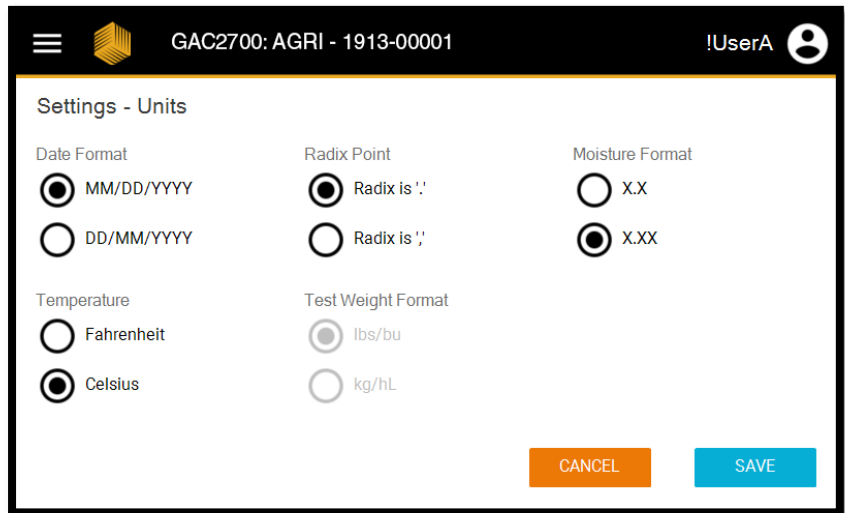 GAC2700: AGRI - 1913-00001
!UserA
Settings - Units
Date Format
MM/DD/YYYY
DD/MM/YYYY
Radix Point
Radix is '.'
Radix is ','
Moisture Format
X.X
X.XX
Temperature
Fahrenheit
Celsius
Test Weight Format
lbs/bu
kg/hL
CANCEL
SAVE